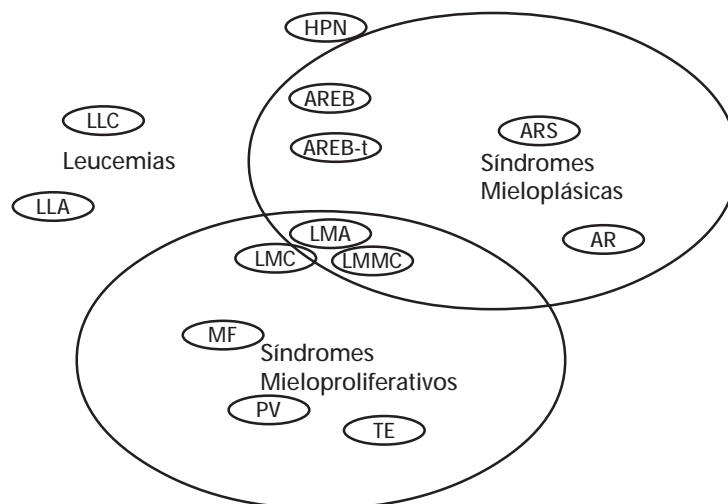 HPN
AREB
LLC
ARS
AREB-t
Leucemias
Síndromes
Mieloplásicas
LLA
LMA
AR
LMC
LMMC
MF
Síndromes
Mieloproliferativos
PV
TE